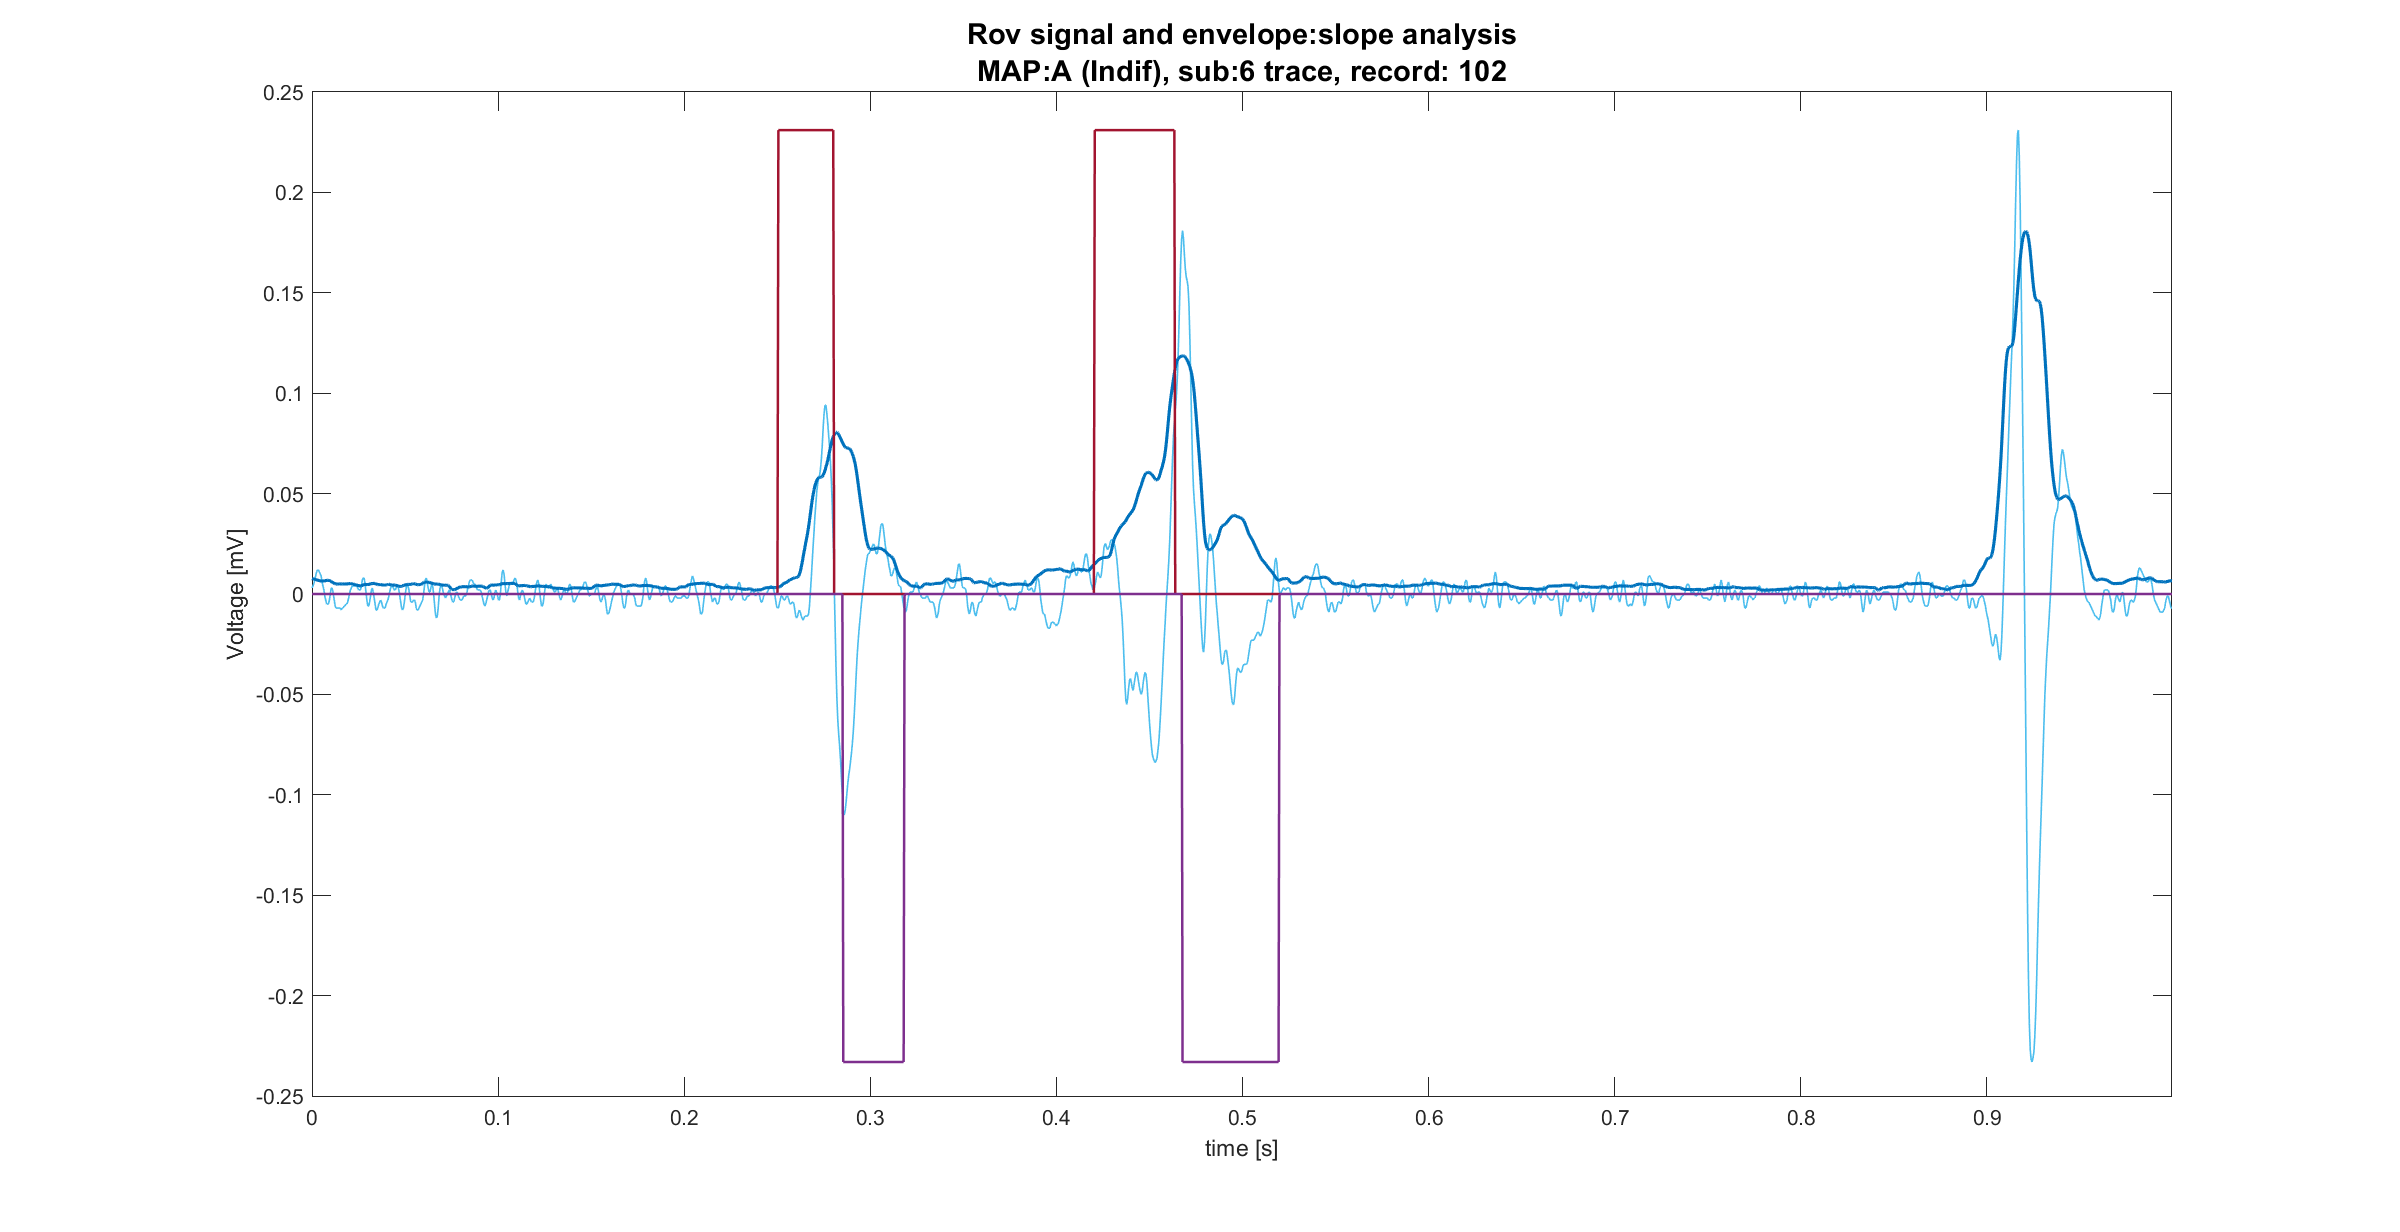 Rov signal and envelope:slope analysis
MAP:A (Indif), sub:6 trace, record: 102
0.25
0.2
0.15
0.1
0.05
0
-0.05
-0.1
-0.15
-0.2
-0.25
Voltage [mV]
0 0.1 0.2 0.3 0.4 0.5 0.6 0.7 0.8 0.9
time [s]